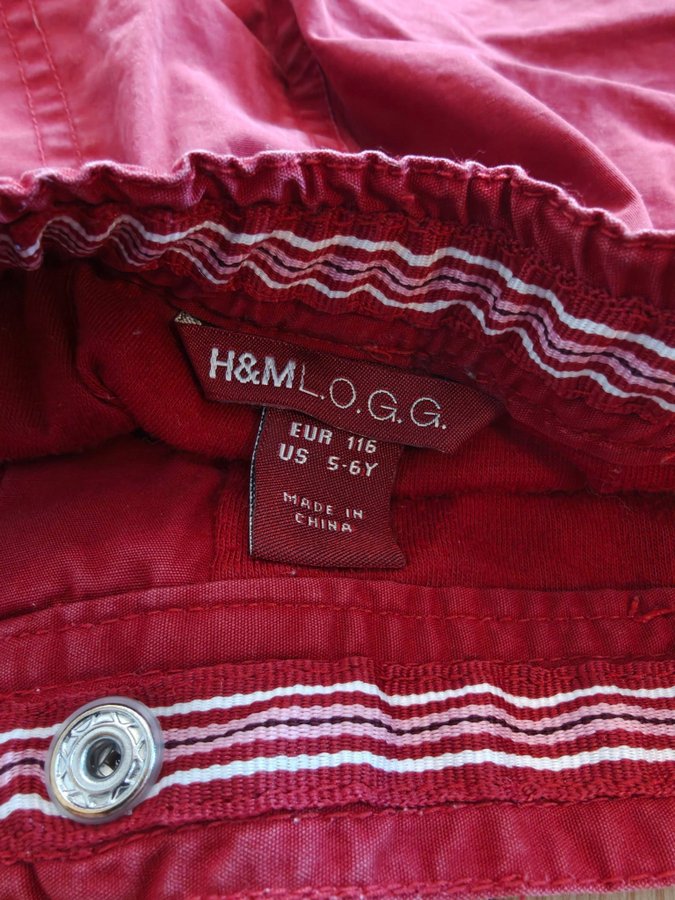 H&M L.O.G.G.
EUR 116
US 5-6Y
MADE IN
CHINA